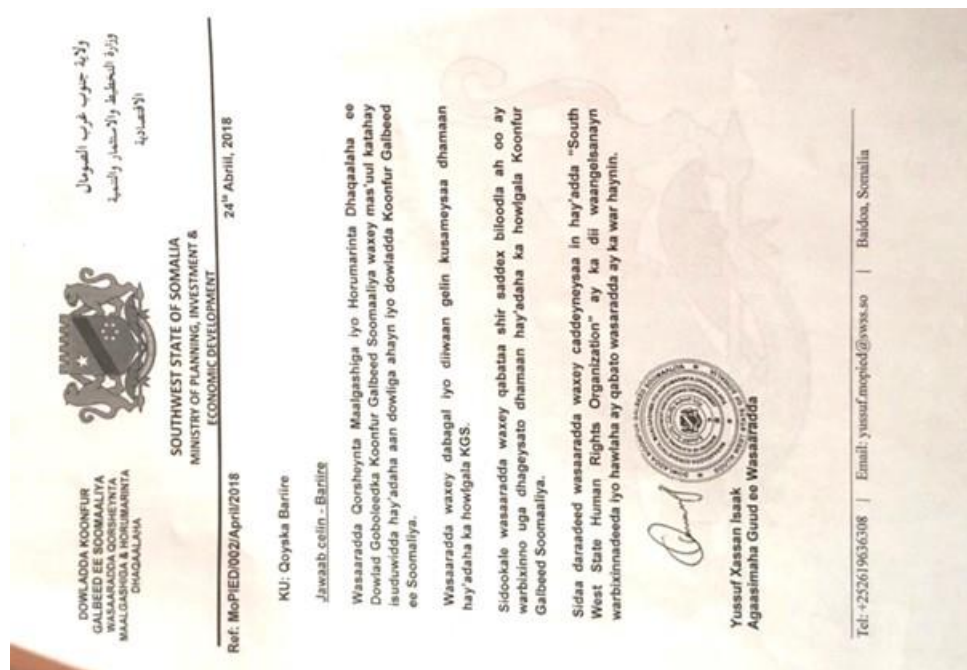 DOWLADDA KOONFUR
GALBEED EE SOOMAALIYA
WASAARADDA QORSHEYNTA
MAALGASHIGA & HORUMARINTA
DHAQAALAHA
ولاية جنوب غرب الصومال
وزارة التخطيط والاستثمار والتنمية
الاقتصادية
SOUTHWEST STATE OF SOMALIA
MINISTRY OF PLANNING, INVESTMENT &
ECONOMIC DEVELOPMENT
Ref: MoPIED/002/April/2018
24th Abriil, 2018
KU: Qoyska Bariire
Jawaab celiin - Bariire
Wasaaradda Qorsheynta Maalgashiga iyo Horumarinta Dhaqaalaha ee
Dowlad Goboleedka Koonfur Galbeed Soomaaliya waxey mas'uul katahay
isuduwidda hay'adaha aan dowliga ahayn iyo dowladda Koonfur Galbeed
ee Soomaliya.
Wasaaradda waxey dabagal iyo diiwaan gelin kusameysaa dhamaan
hay'adaha ka howlgala KGS.
Sidookale wasaaradda waxey qabataa shir saddex biloodla ah oo ay
warbixinno uga dhageysato dhamaan hay'adaha ka howlgala Koonfur
Galbeed Soomaaliya.
Sidaa daraadeed wasaaradda waxey caddeyneysaa in hay'adda "South
West State Human Rights Organization" ay ka dii waangelsanayn
warbixinnadeeda iyo hawlaha ay qabato wasaradda ay ka war haynin.
Yussuf Xassan Isaak
Agaasimaha Guud ee Wasaaradda
Tel: +252619636308 | Email: yussuf.mopied@swss.so | Baidoa, Somalia